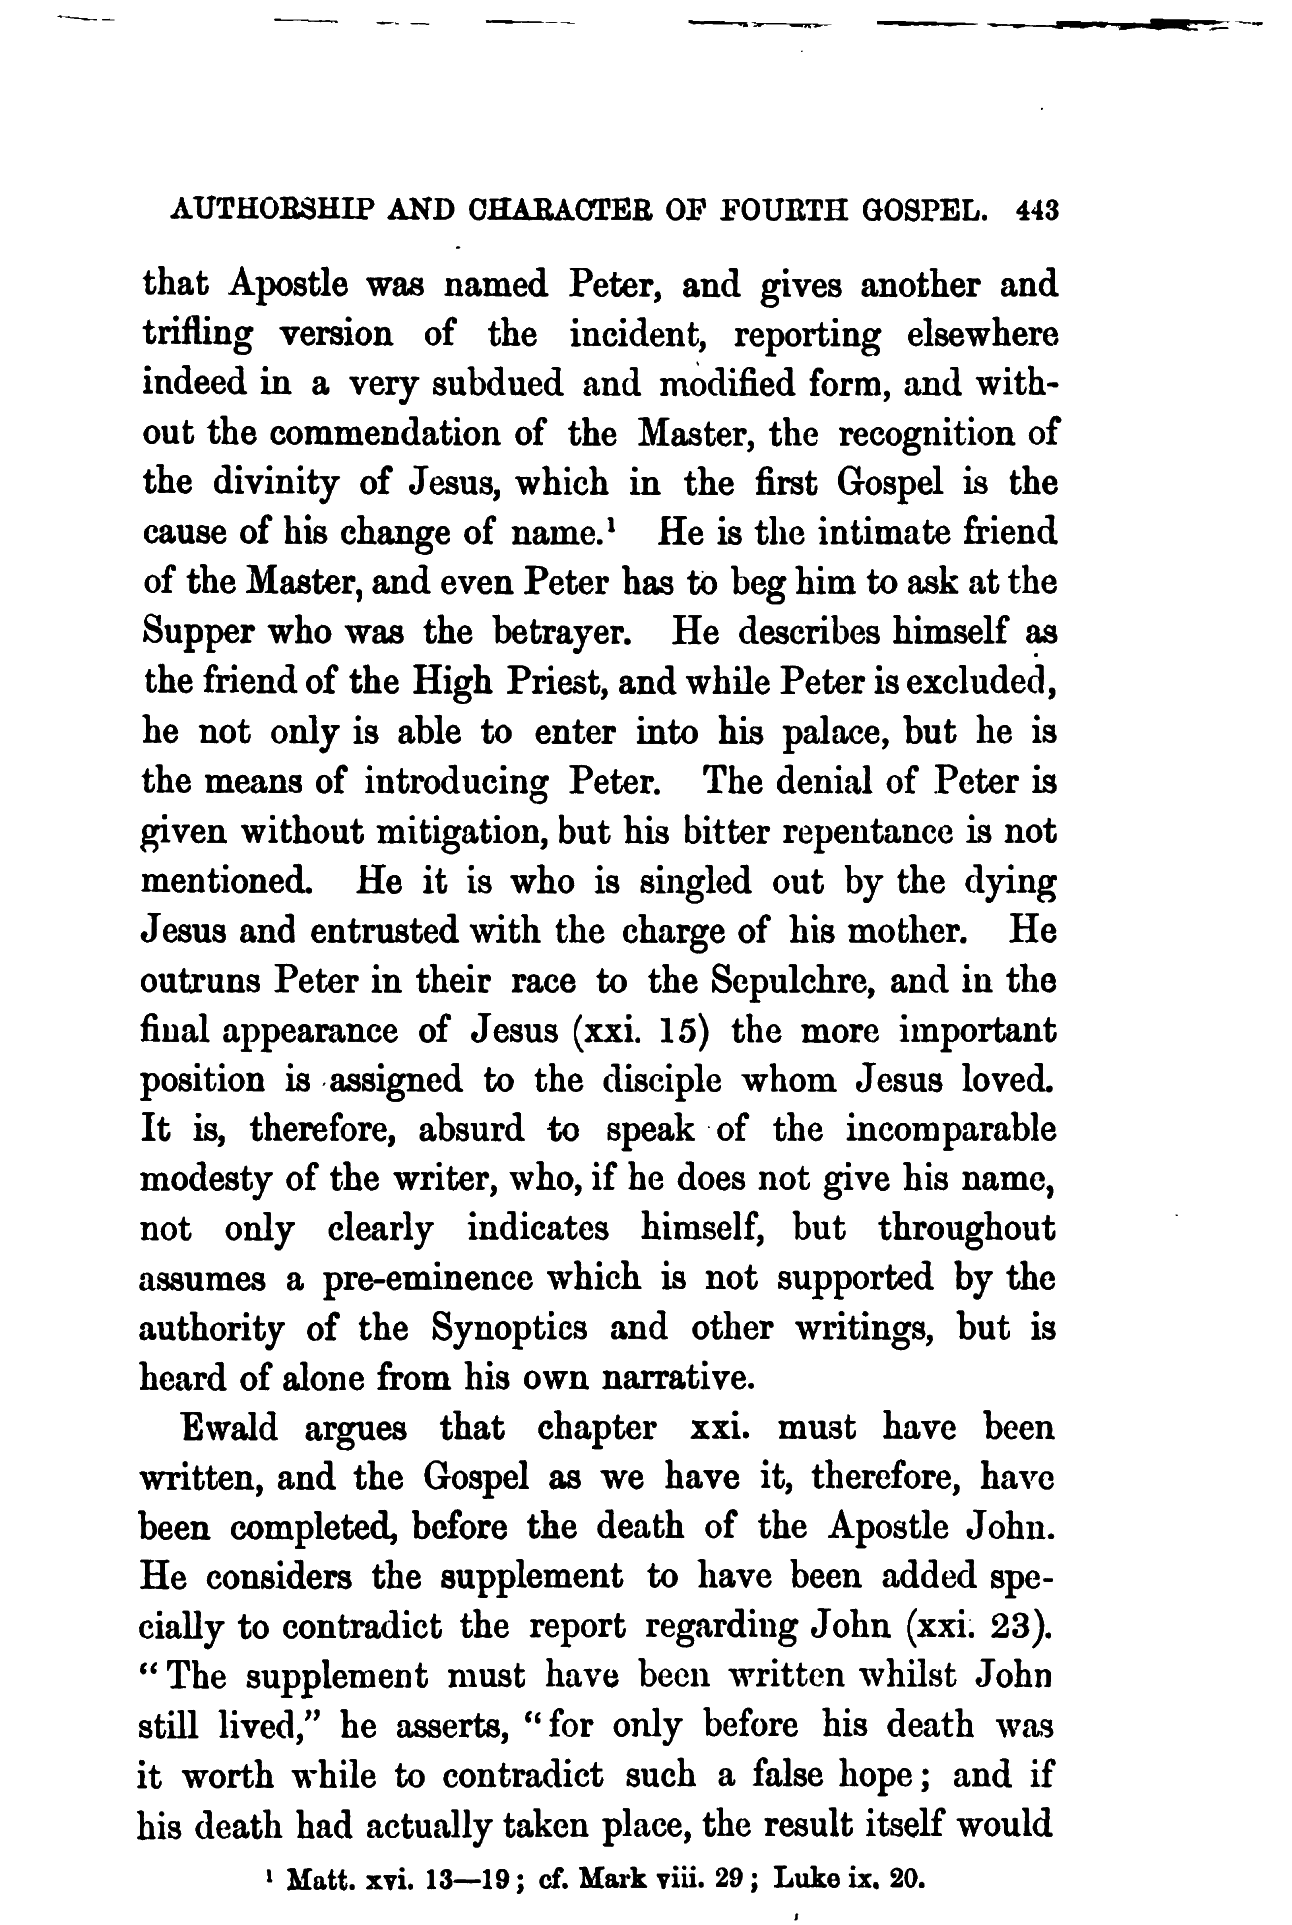 AUTHORSHIP AND CHARACTER OF FOURTH GOSPEL. 443
that Apostle was named Peter, and gives another and
trifling version of the incident, reporting elsewhere
indeed in a very subdued and modified form, and with-
out the commendation of the Master, the recognition of
the divinity of Jesus, which in the first Gospel is the
cause of his change of name.¹ He is the intimate friend
of the Master, and even Peter has to beg him to ask at the
Supper who was the betrayer. He describes himself as
the friend of the High Priest, and while Peter is excluded,
he not only is able to enter into his palace, but he is
the means of introducing Peter. The denial of Peter is
given without mitigation, but his bitter repentance is not
mentioned. He it is who is singled out by the dying
Jesus and entrusted with the charge of his mother. He
outruns Peter in their race to the Sepulchre, and in the
final appearance of Jesus (xxi. 15) the more important
position is assigned to the disciple whom Jesus loved.
It is, therefore, absurd to speak of the incomparable
modesty of the writer, who, if he does not give his name,
not only clearly indicates himself, but throughout
assumes a pre-eminence which is not supported by the
authority of the Synoptics and other writings, but is
heard of alone from his own narrative.
Ewald argues that chapter xxi. must have been
written, and the Gospel as we have it, therefore, have
been completed, before the death of the Apostle John.
He considers the supplement to have been added spe-
cially to contradict the report regarding John (xxi. 23).
"The supplement must have been written whilst John
still lived," he asserts, "for only before his death was
it worth while to contradict such a false hope; and if
his death had actually taken place, the result itself would
¹ Matt. xvi. 13—19; cf. Mark viii. 29; Luke ix. 20.